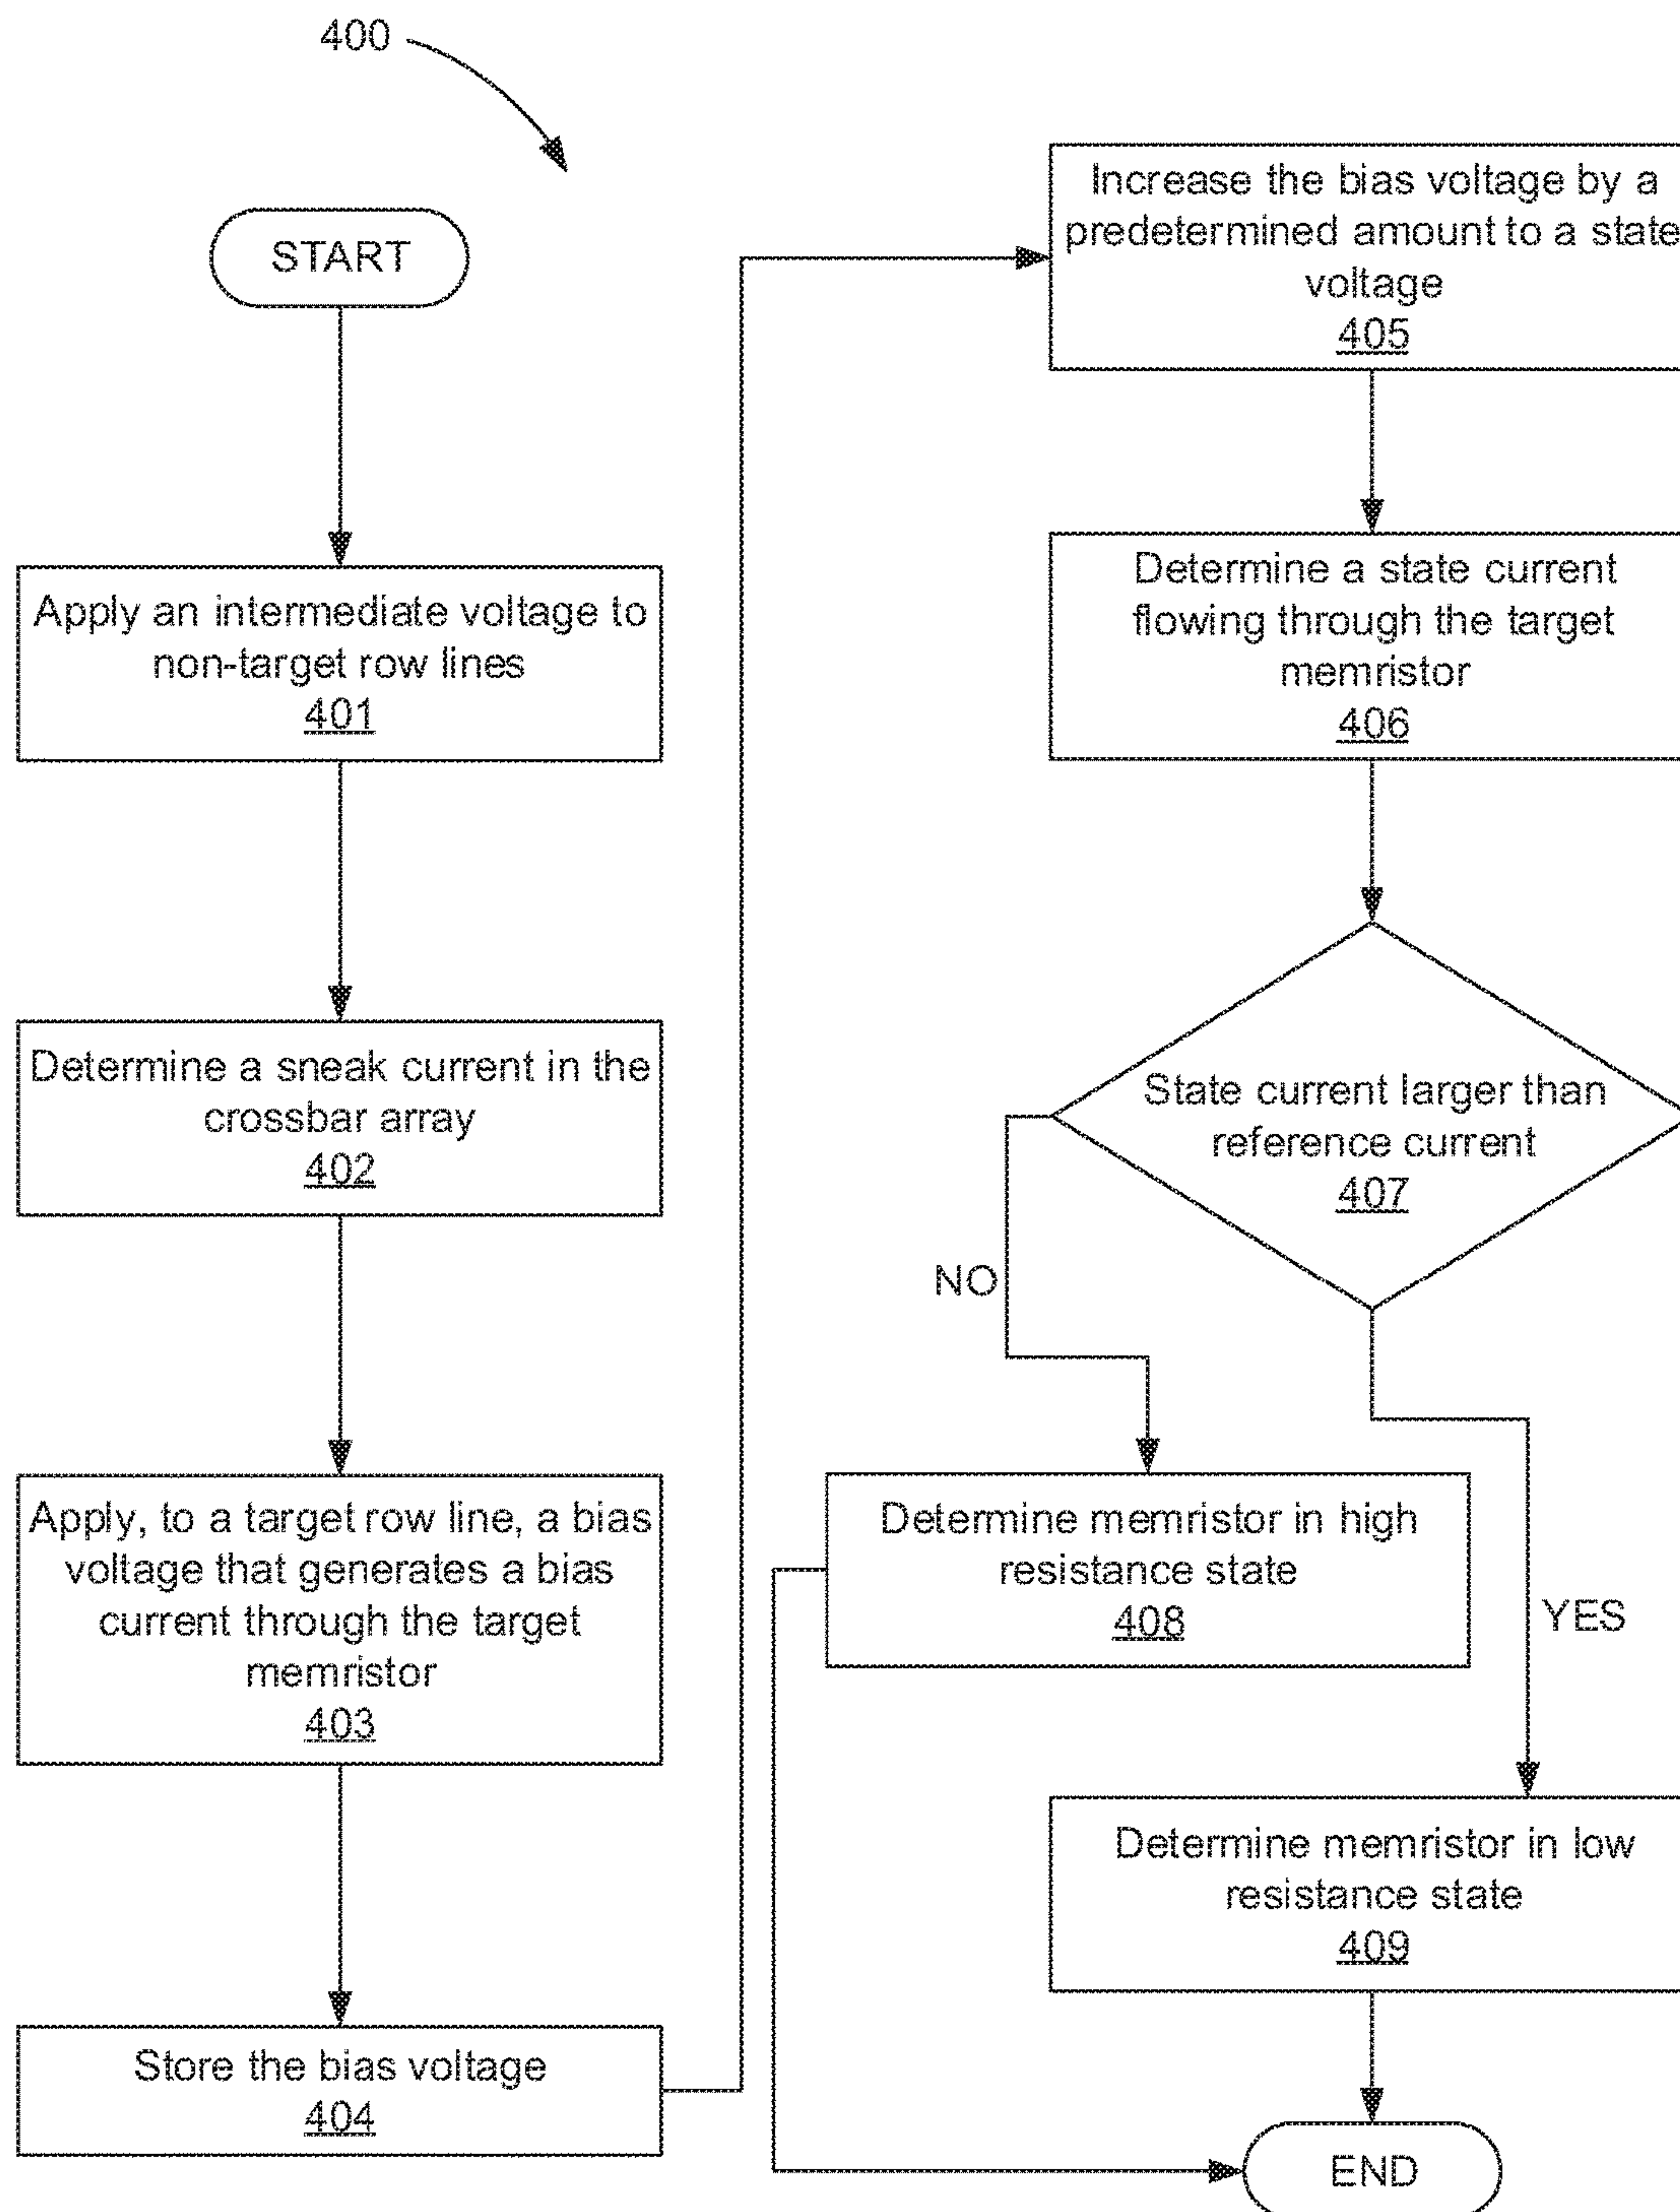 400
START
Apply an intermediate voltage to
non-target row lines
401
Determine a sneak current in the
crossbar array
402
Apply, to a target row line, a bias
voltage that generates a bias
current through the target
memristor
403
Store the bias voltage
404
Increase the bias voltage by a
predetermined amount to a state
voltage
405
Determine a state current
flowing through the target
memristor
406
State current larger than
reference current
407
NO
Determine memristor in high
resistance state
408
YES
Determine memristor in low
resistance state
409
END